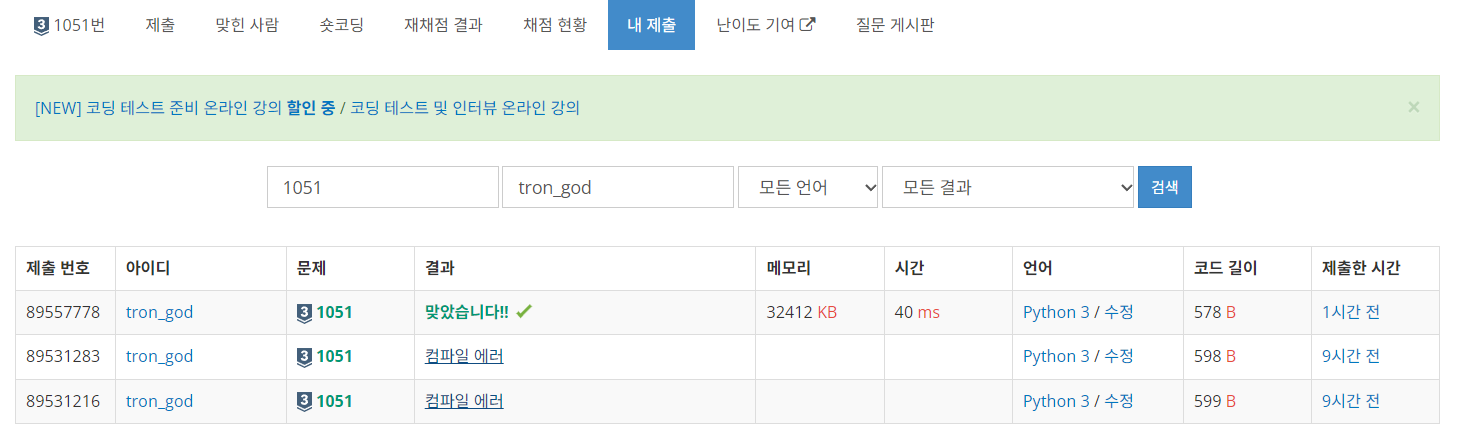 3 1051번 제출 맞힌 사람 숏코딩 재채점 결과 채점 현황 내 제출 난이도 기여 질문 게시판
[NEW] 코딩 테스트 준비 온라인 강의 할인 중 / 코딩 테스트 및 인터뷰 온라인 강의 ×
1051 tron_god 모든 언어 모든 결과 검색
제출 번호 아이디 문제 결과 메모리 시간 언어 코드 길이 제출한 시간
89557778 tron_god 3 1051 맞았습니다!! 32412 KB 40 ms Python 3 / 수정 578 B 1시간 전
89531283 tron_god 3 1051 컴파일 에러 Python 3 / 수정 598 B 9시간 전
89531216 tron_god 3 1051 컴파일 에러 Python 3 / 수정 599 B 9시간 전